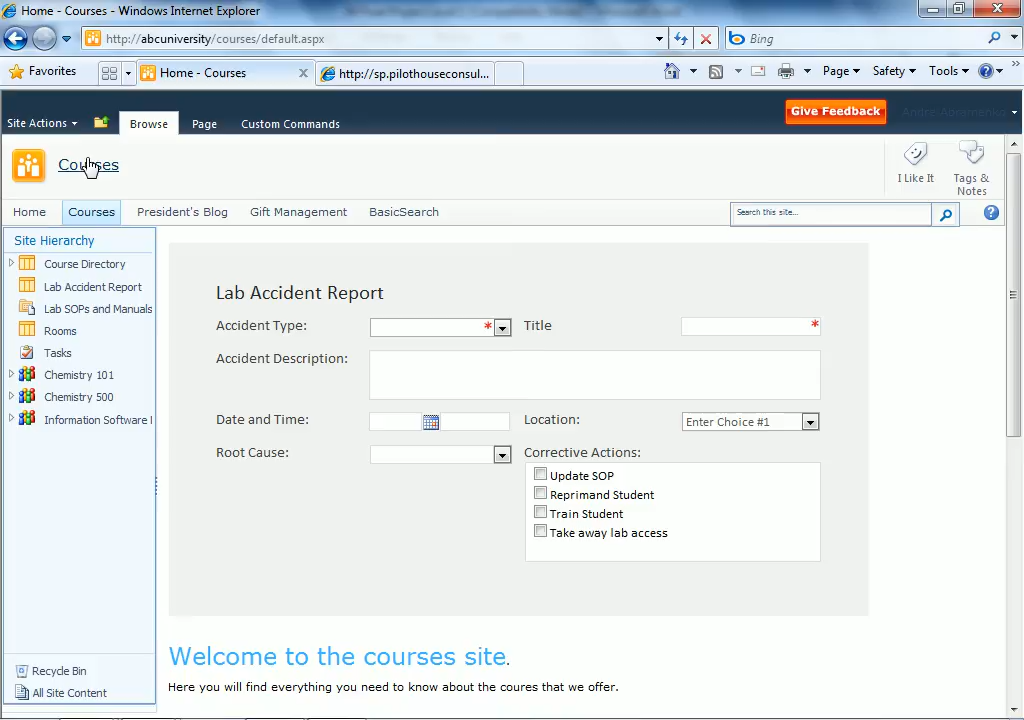 Home - Courses - Windows Internet Explorer
http://abcuniversity/courses/default.aspx
Bing
Favorites
Home - Courses
http://sp.pilothouseconsul...
Page
Safety
Tools
Site Actions
Browse
Page
Custom Commands
Give Feedback
Courses
I Like It
Tags &
Notes
Home
Courses
President's Blog
Gift Management
BasicSearch
Search this site...
Site Hierarchy
Course Directory
Lab Accident Report
Lab SOPs and Manuals
Rooms
Tasks
Chemistry 101
Chemistry 500
Information Software
Recycle Bin
All Site Content
Lab Accident Report
Accident Type:
*
Title
*
Accident Description:
Date and Time:
Location:
Enter Choice #1
Root Cause:
Corrective Actions:
Update SOP
Reprimand Student
Train Student
Take away lab access
Welcome to the courses site.
Here you will find everything you need to know about the coures that we offer.